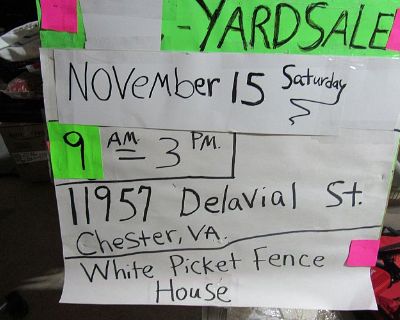 -YARDSALE
NOVEMBER 15 Saturday
9 AM = 3 PM.
11957 Delavial St.
CHESTER, VA.
White Picket Fence
House